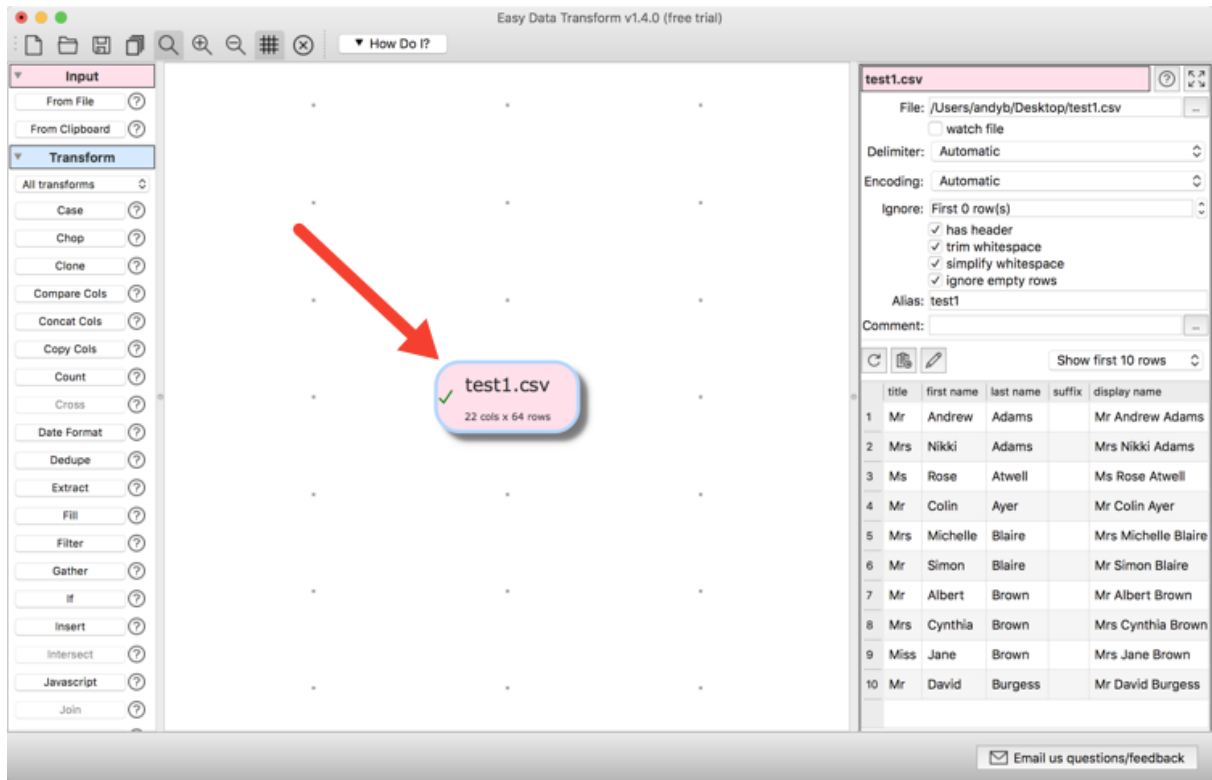 Easy Data Transform v1.4.0 (free trial)
▼ How Do I?
Input
From File
From Clipboard
Transform
All transforms
Case
Chop
Clone
Compare Cols
Concat Cols
Copy Cols
Count
Cross
Date Format
Dedupe
Extract
Fill
Filter
Gather
If
Insert
Intersect
Javascript
Join
test1.csv
22 cols x 64 rows
test1.csv
File: /Users/andyb/Desktop/test1.csv ...
watch file
Delimiter: Automatic
Encoding: Automatic
Ignore: First 0 row(s)
has header
trim whitespace
simplify whitespace
ignore empty rows
Alias: test1
Comment: ...
Show first 10 rows
title first name last name suffix display name
1 Mr Andrew Adams Mr Andrew Adams
2 Mrs Nikki Adams Mrs Nikki Adams
3 Ms Rose Atwell Ms Rose Atwell
4 Mr Colin Ayer Mr Colin Ayer
5 Mrs Michelle Blaire Mrs Michelle Blaire
6 Mr Simon Blaire Mr Simon Blaire
7 Mr Albert Brown Mr Albert Brown
8 Mrs Cynthia Brown Mrs Cynthia Brown
9 Miss Jane Brown Mrs Jane Brown
10 Mr David Burgess Mr David Burgess
Email us questions/feedback